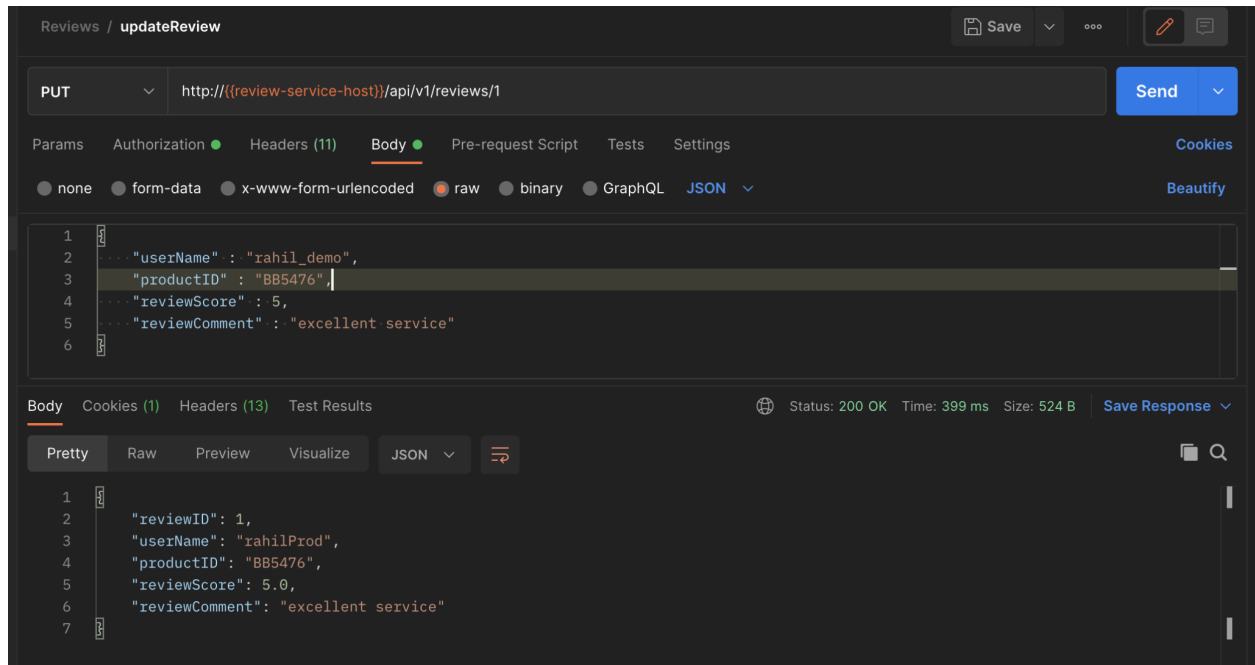 Reviews / updateReview Save ooo
PUT http://{{review-service-host}}/api/v1/reviews/1 Send
Params Authorization Headers (11) Body Pre-request Script Tests Settings Cookies
none form-data x-www-form-urlencoded raw binary GraphQL JSON Beautify
1 {
2 "userName" : "rahil_demo",
3 "productID" : "BB5476",
4 "reviewScore" : 5,
5 "reviewComment" : "excellent service"
6 }
Body Cookies (1) Headers (13) Test Results Status: 200 OK Time: 399 ms Size: 524 B Save Response
Pretty Raw Preview Visualize JSON
1 {
2 "reviewID": 1,
3 "userName": "rahilProd",
4 "productID": "BB5476",
5 "reviewScore": 5.0,
6 "reviewComment": "excellent service"
7 }